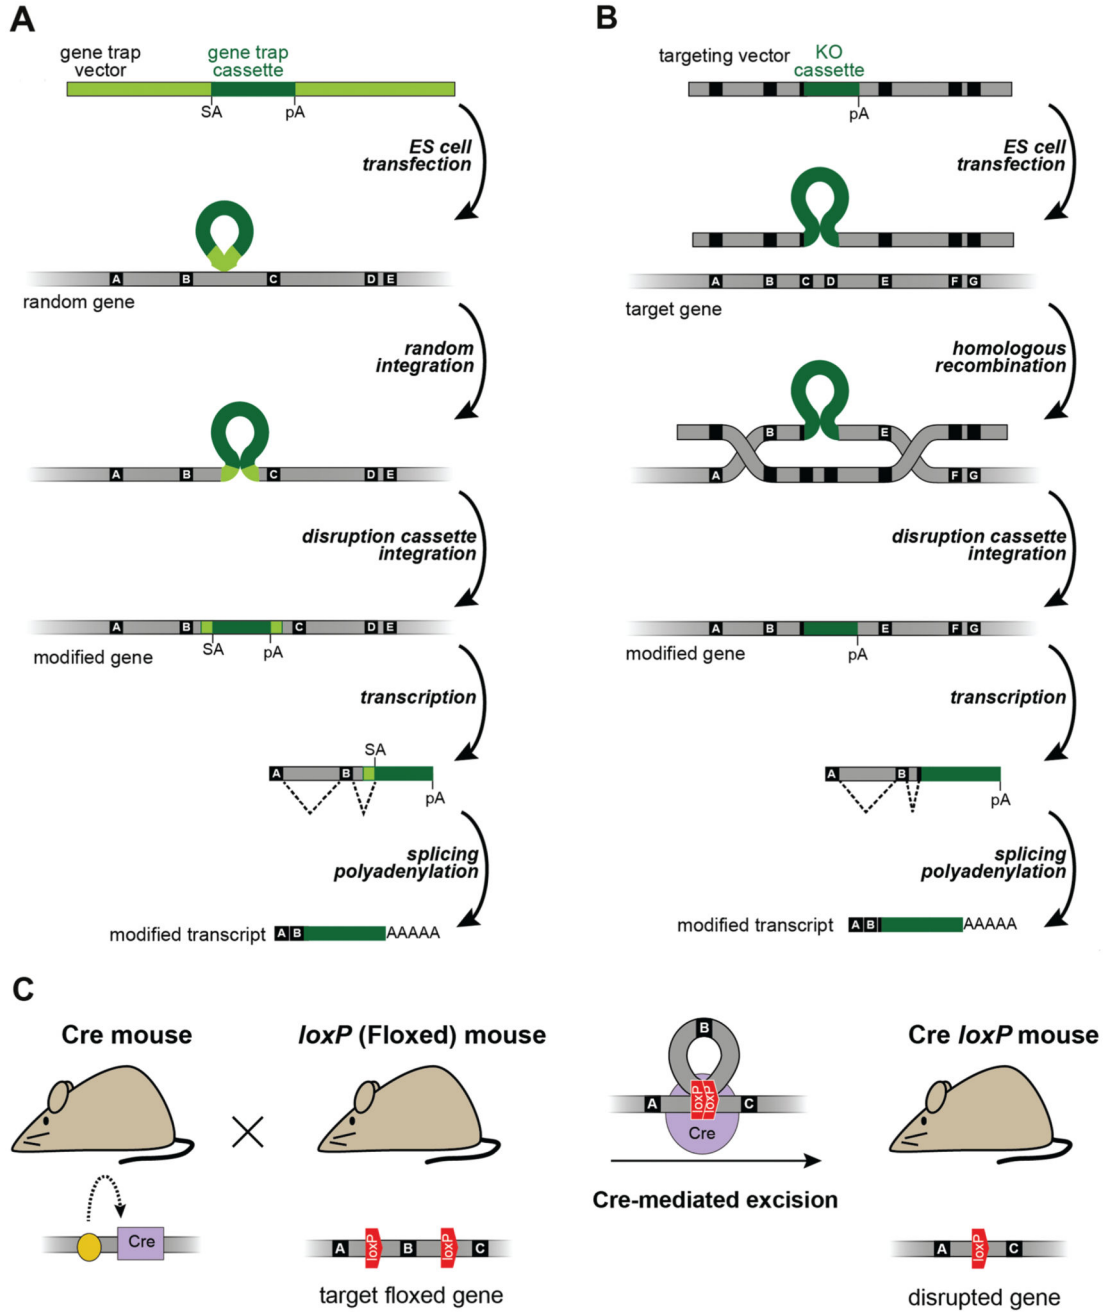 A
gene trap
vector
gene trap
cassette
SA
pA
ES cell
transfection
A
B
C
D
E
random gene
random
integration
A
B
C
D
E
disruption cassette
integration
A
B
C
D
E
SA
pA
modified gene
transcription
SA
A
B
pA
splicing
polyadenylation
modified transcript
A B
AAAAA
B
targeting vector
KO
cassette
pA
ES cell
transfection
A
B
C
D
E
F
G
target gene
homologous
recombination
B
E
A
F
G
disruption cassette
integration
A
B
E
F
G
modified gene
pA
transcription
A
B
pA
splicing
polyadenylation
modified transcript
A B
AAAAA
C
Cre mouse
loxP (Floxed) mouse
Cre loxP mouse
B
A
loxP
loxP
C
Cre
Cre-mediated excision
Cre
A
loxP
B
loxP
C
target floxed gene
A
loxP
C
disrupted gene